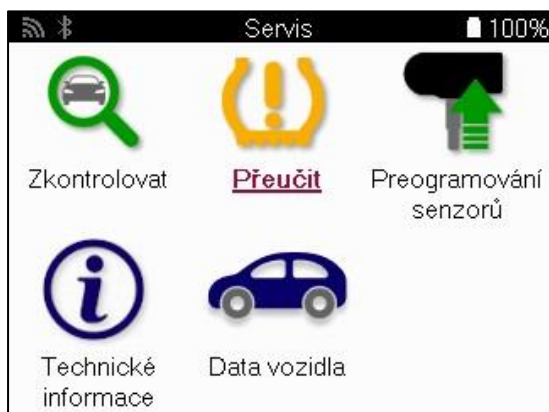 Servis 100%
Zkontrolovat Přeučit Preogramování
senzorů
Technické Data vozidla
informace